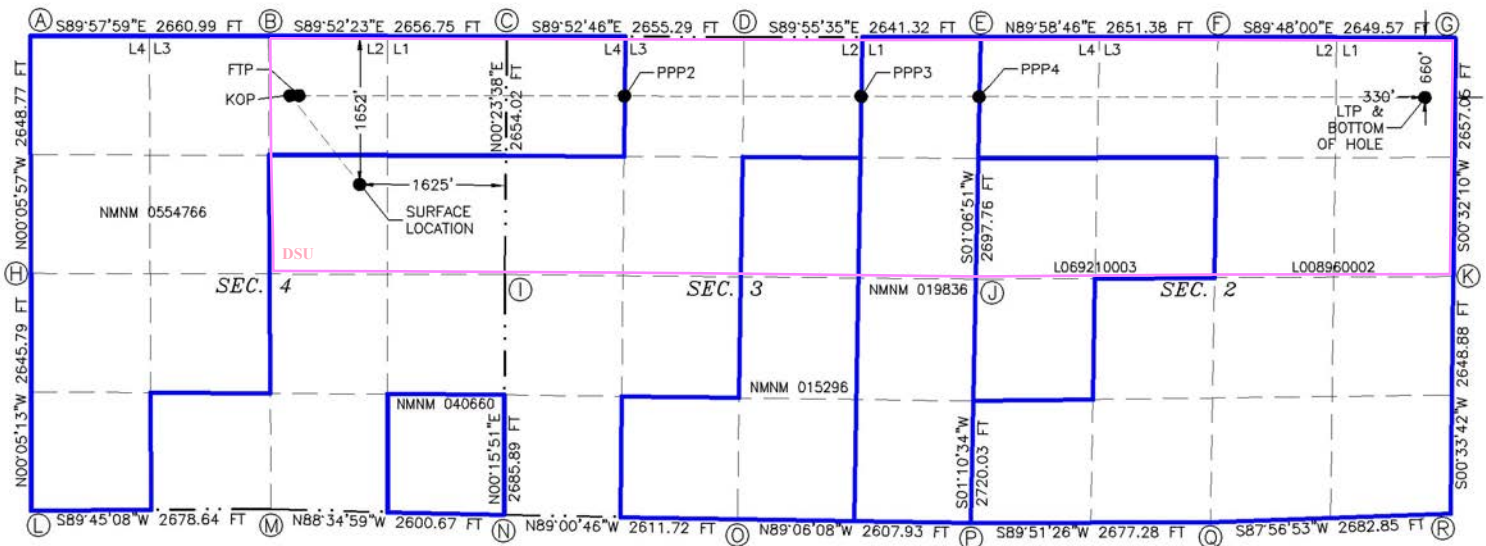 A
S89°57'59"E 2660.99 FT
B
S89°52'23"E 2656.75 FT
C
S89°52'46"E 2655.29 FT
D
S89°55'35"E 2641.32 FT
E
N89°58'46"E 2651.38 FT
F
S89°48'00"E 2649.57 FT
G
L4 L3
L2 L1
L4 L3
L2 L1
L4 L3
L2 L1
FTP
KOP
1652'
N00°23'38"E
2654.02 FT
PPP2
PPP3
PPP4
660'
330'
LTP &
BOTTOM
OF HOLE
N00°05'57"W 2648.77 FT
S00°32'10"W 2657.05 FT
1625'
SURFACE
LOCATION
NMNM 0554766
S01°06'51"W
2697.76 FT
DSU
L069210003
L008960002
H
SEC. 4
I
SEC. 3
NMNM 019836
J
SEC. 2
K
N00°05'13"W 2645.79 FT
NMNM 040660
N00°15'51"E
2685.89 FT
NMNM 015296
S01°10'34"W
2720.03 FT
S00°33'42"W 2648.88 FT
L
S89°45'08"W 2678.64 FT
M
N88°34'59"W 2600.67 FT
N
N89°00'46"W 2611.72 FT
O
N89°06'08"W 2607.93 FT
P
S89°51'26"W 2677.28 FT
Q
S87°56'53"W 2682.85 FT
R